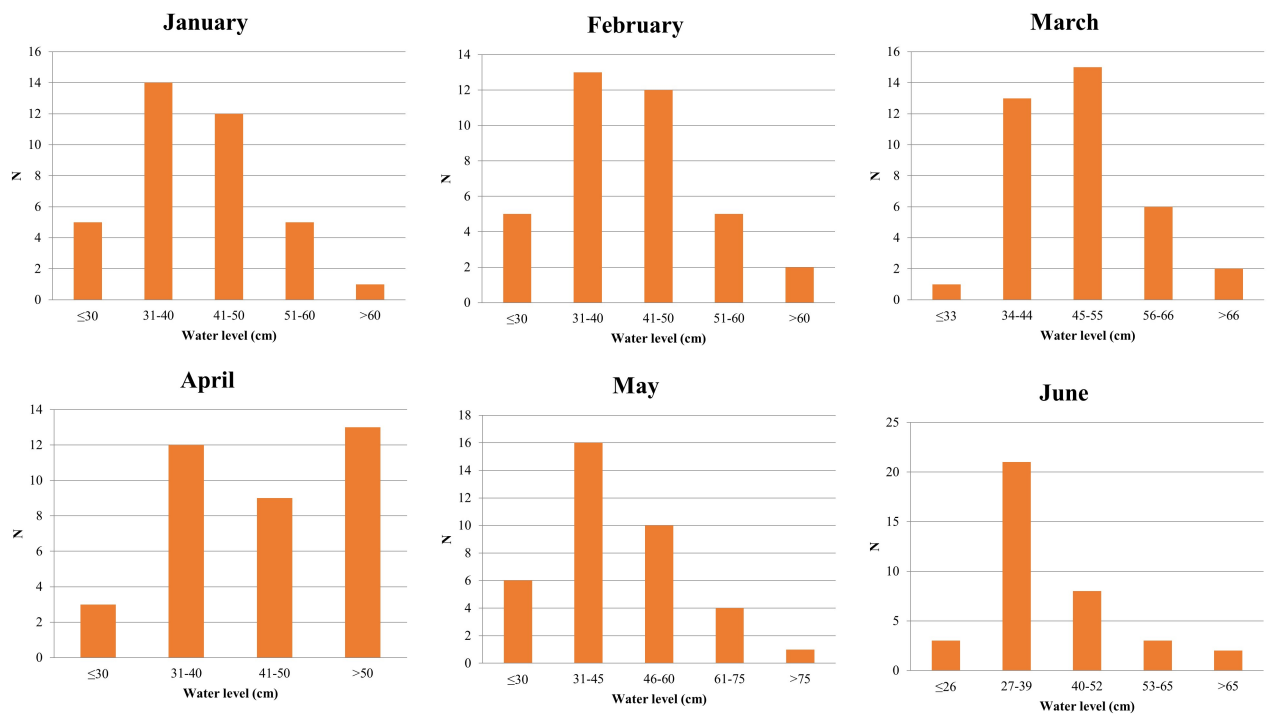 January
16
14
12
10
8
6
4
2
0
N
≤30 31-40 41-50 51-60 >60
Water level (cm)
February
14
12
10
8
6
4
2
0
N
≤30 31-40 41-50 51-60 >60
Water level (cm)
March
16
14
12
10
8
6
4
2
0
N
≤33 34-44 45-55 56-66 >66
Water level (cm)
April
14
12
10
8
6
4
2
0
N
≤30 31-40 41-50 >50
Water level (cm)
May
18
16
14
12
10
8
6
4
2
0
N
≤30 31-45 46-60 61-75 >75
Water level (cm)
June
25
20
15
10
5
0
N
≤26 27-39 40-52 53-65 >65
Water level (cm)